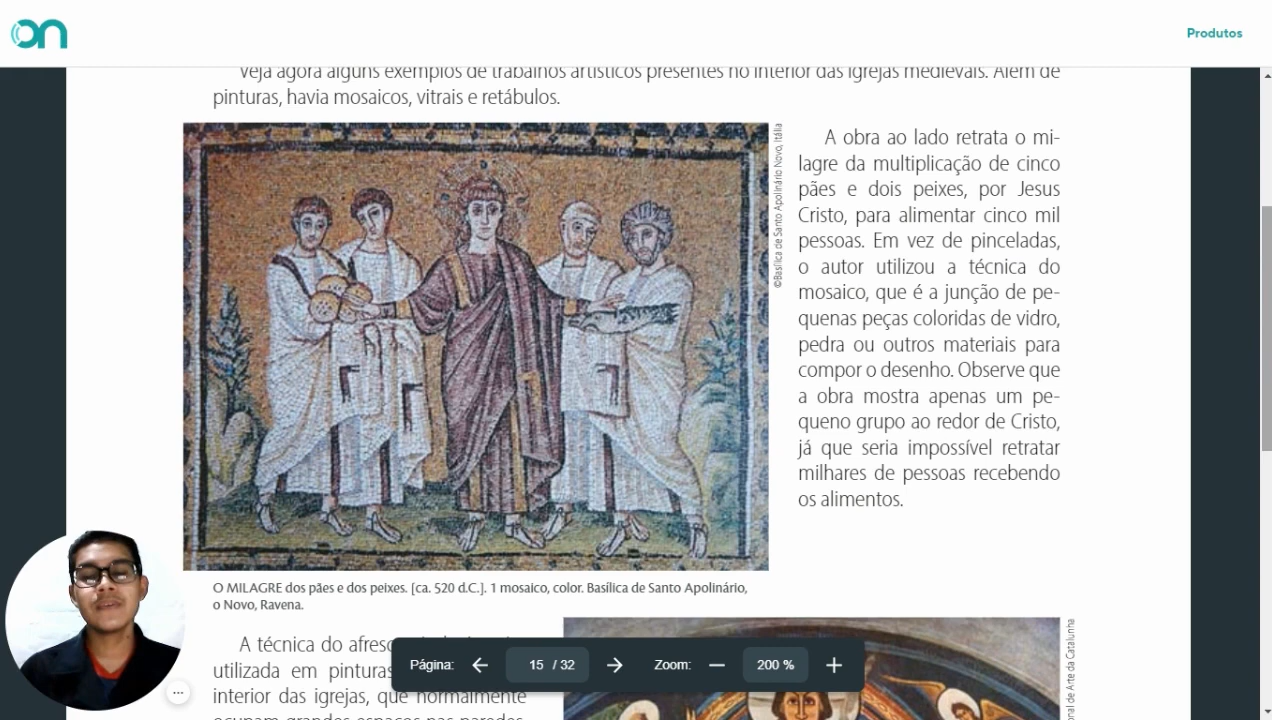 on
Produtos
Veja agora alguns exemplos de trabalhos artísticos presentes no interior das igrejas medievais. Além de
pinturas, havia mosaicos, vitrais e retábulos.
©Basílica de Santo Apolinário Novo, Itália
A obra ao lado retrata o mi-
lagre da multiplicação de cinco
pães e dois peixes, por Jesus
Cristo, para alimentar cinco mil
pessoas. Em vez de pinceladas,
o autor utilizou a técnica do
mosaico, que é a junção de pe-
quenas peças coloridas de vidro,
pedra ou outros materiais para
compor o desenho. Observe que
a obra mostra apenas um pe-
queno grupo ao redor de Cristo,
já que seria impossível retratar
milhares de pessoas recebendo
os alimentos.
O MILAGRE dos pães e dos peixes. [ca. 520 d.C.]. 1 mosaico, color. Basílica de Santo Apolinário,
o Novo, Ravena.
A técnica do afresc
utilizada em pinturas
interior das igrejas, que normalmente
ocupam grandes espaços nas paredes.
nal de Arte da Catalunha
Página: 15 / 32 Zoom: 200 %